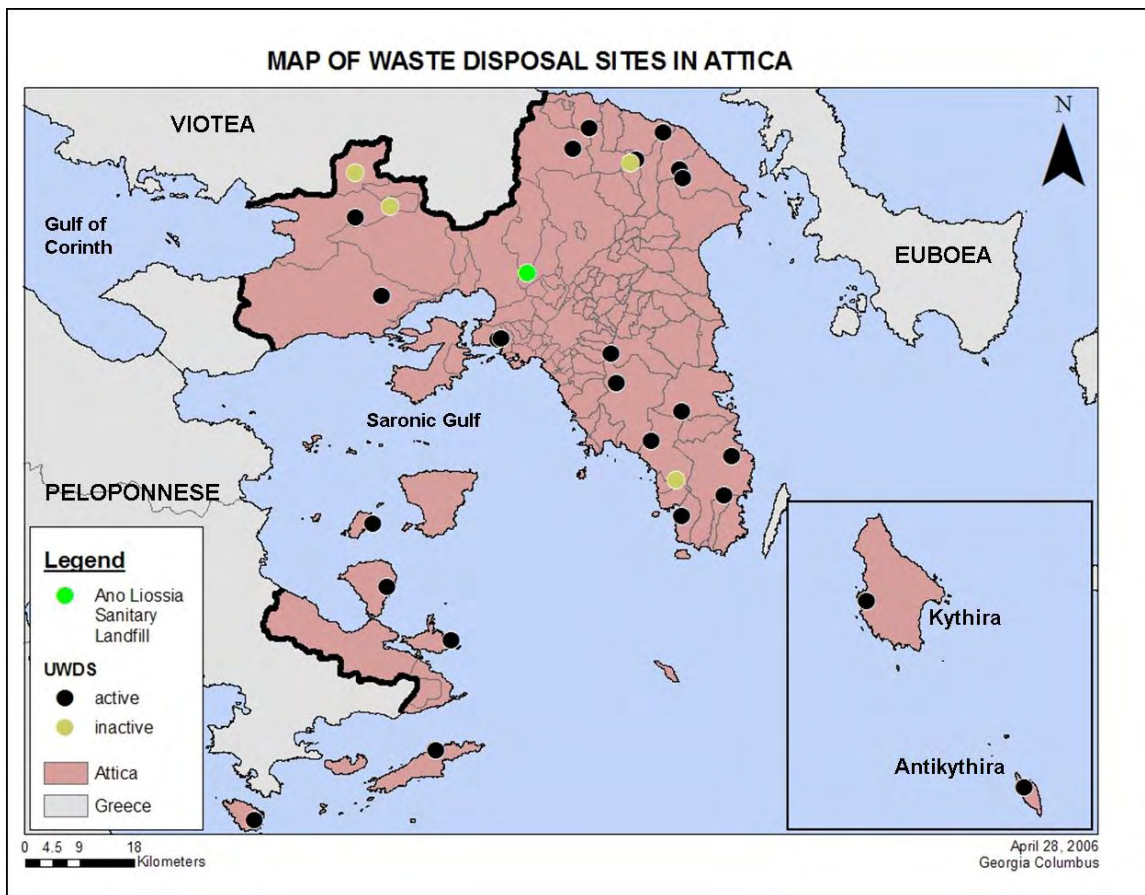 MAP OF WASTE DISPOSAL SITES IN ATTICA
VIOTEA
N
Gulf of
Corinth
EUBOEA
Saronic Gulf
PELOPONNESE
Legend
Ano Liossia
Sanitary
Landfill
UWDS
active
inactive
Attica
Greece
Kythira
Antikythira
0 4.5 9 18
Kilometers
April 28, 2006
Georgia Columbus